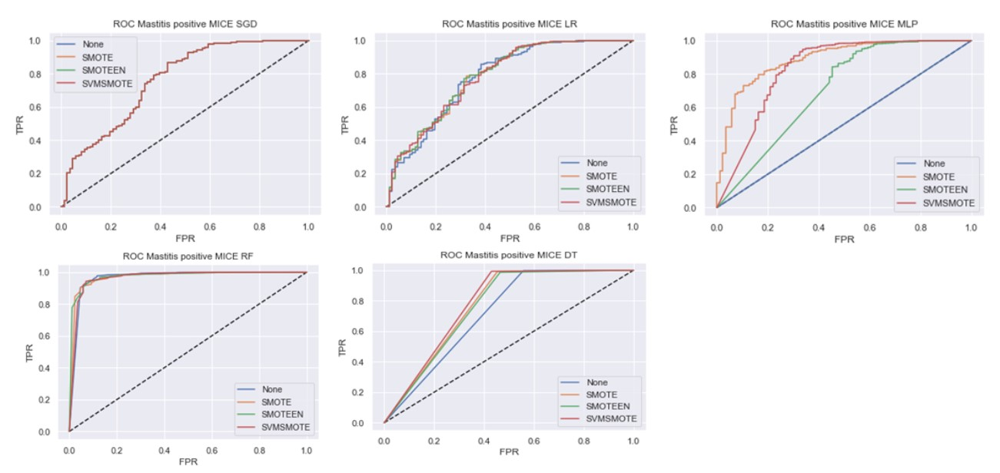 ROC Mastitis positive MICE SGD
1.0
0.8
0.6
0.4
0.2
0.0
TPR
None
SMOTE
SMOTEEN
SVMSMOTE
0.0 0.2 0.4 0.6 0.8 1.0
FPR
ROC Mastitis positive MICE LR
1.0
0.8
0.6
0.4
0.2
0.0
TPR
None
SMOTE
SMOTEEN
SVMSMOTE
0.0 0.2 0.4 0.6 0.8 1.0
FPR
ROC Mastitis positive MICE MLP
1.0
0.8
0.6
0.4
0.2
0.0
TPR
None
SMOTE
SMOTEEN
SVMSMOTE
0.0 0.2 0.4 0.6 0.8 1.0
FPR
ROC Mastitis positive MICE RF
1.0
0.8
0.6
0.4
0.2
0.0
TPR
None
SMOTE
SMOTEEN
SVMSMOTE
0.0 0.2 0.4 0.6 0.8 1.0
FPR
ROC Mastitis positive MICE DT
1.0
0.8
0.6
0.4
0.2
0.0
TPR
None
SMOTE
SMOTEEN
SVMSMOTE
0.0 0.2 0.4 0.6 0.8 1.0
FPR